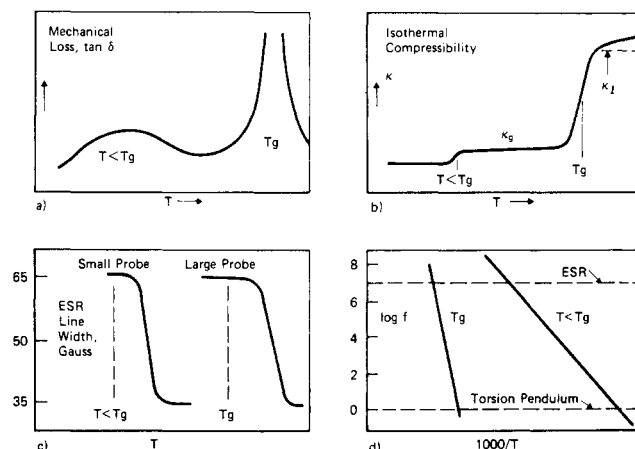 Mechanical
Loss, tan δ
T<Tg
Tg
T
a)
Isothermal
Compressibility
κ
κl
κg
T<Tg
Tg
T
b)
Small Probe
Large Probe
65
50
35
ESR
Line
Width,
Gauss
T<Tg
Tg
c)
T
8
6
4
2
0
log f
Tg
T<Tg
ESR
Torsion Pendulum
d)
1000/T